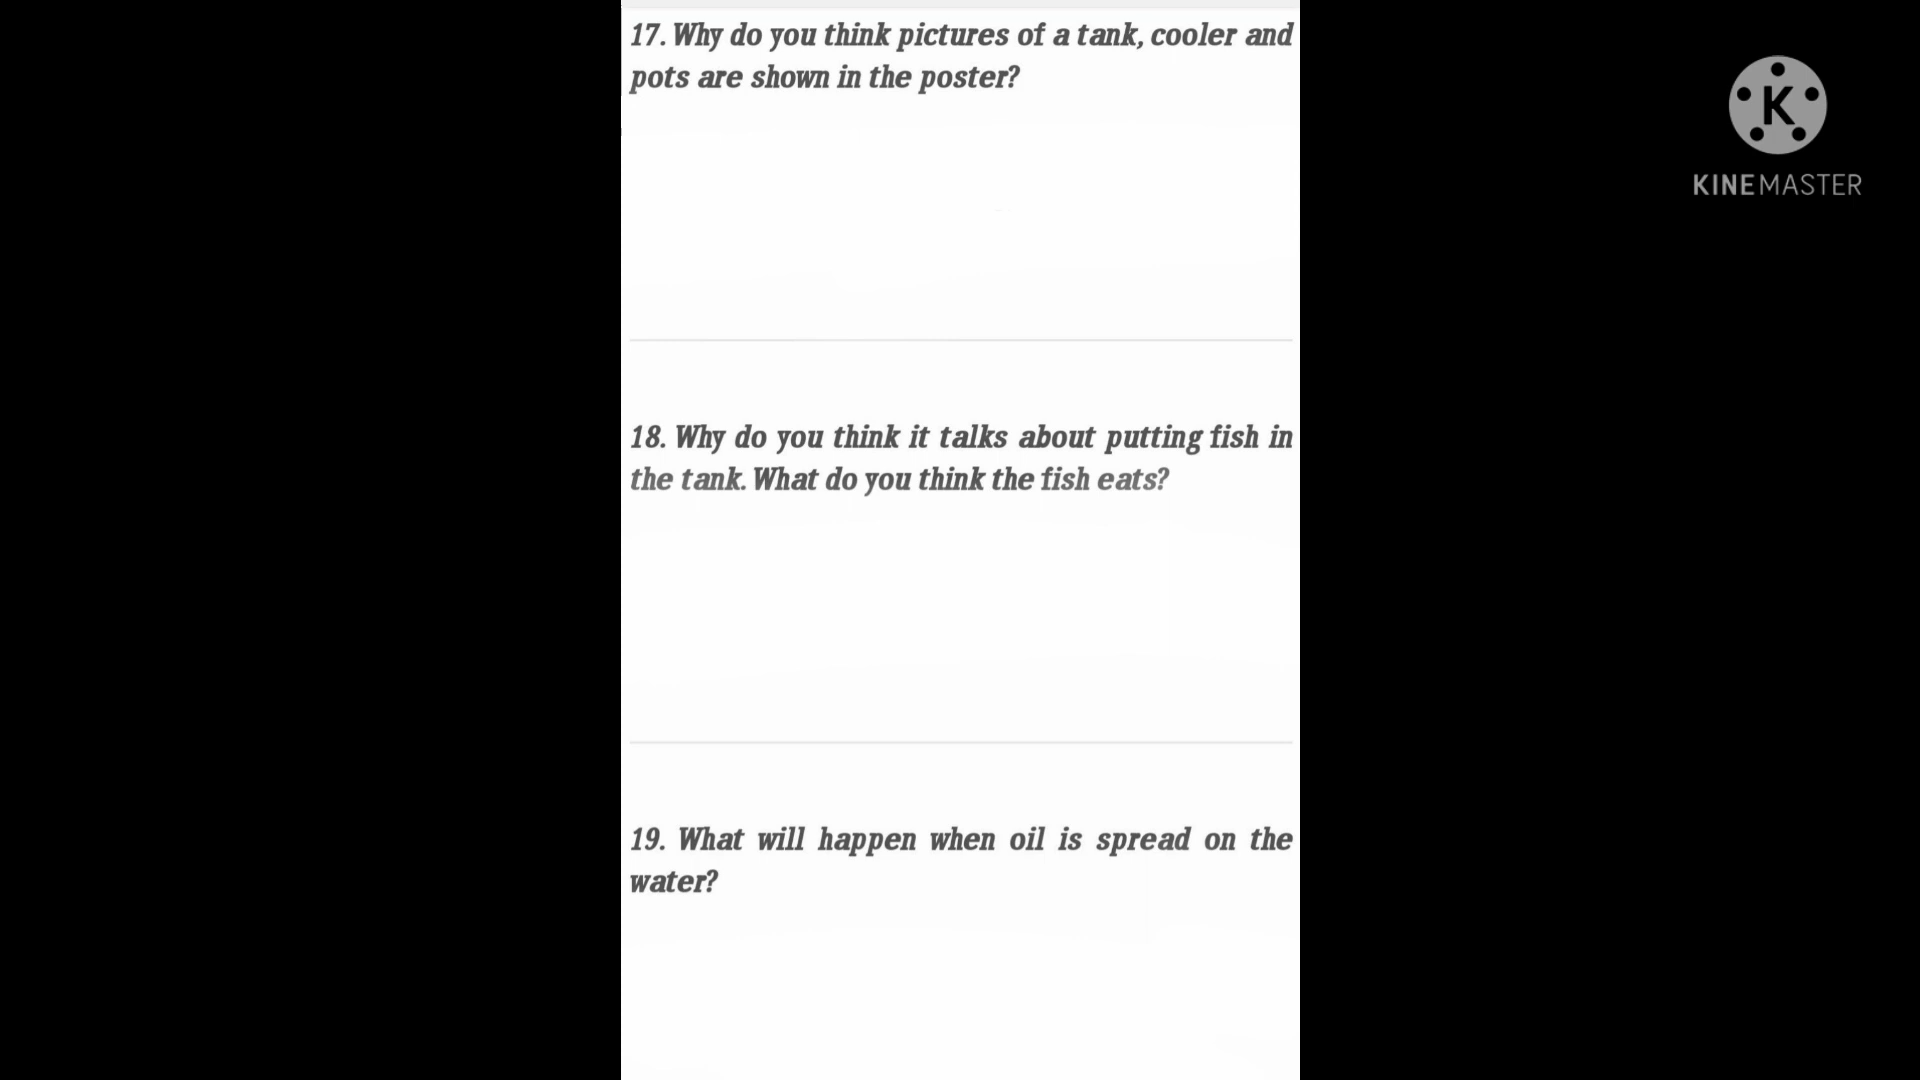 17. Why do you think pictures of a tank, cooler and
pots are shown in the poster?
K
KINEMASTER
18. Why do you think it talks about putting fish in
the tank. What do you think the fish eats?
19. What will happen when oil is spread on the
water?